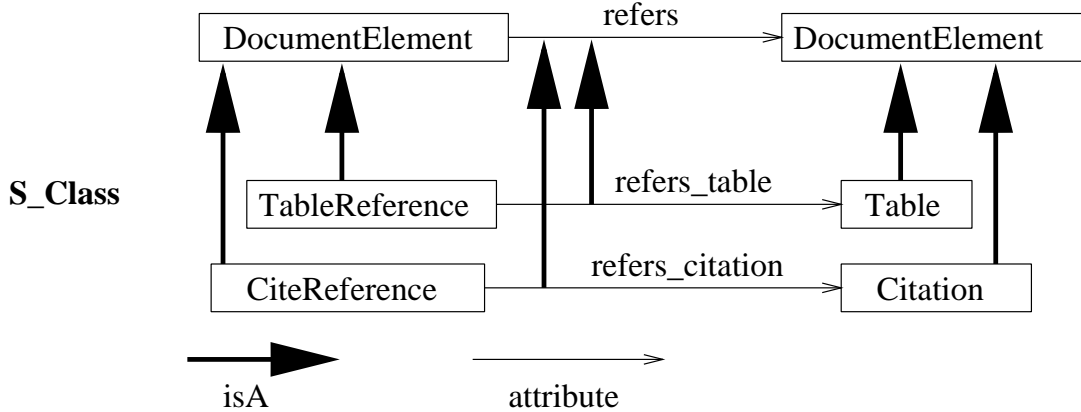 DocumentElement refers DocumentElement
S_Class
TableReference refers_table Table
CiteReference refers_citation Citation
isA attribute